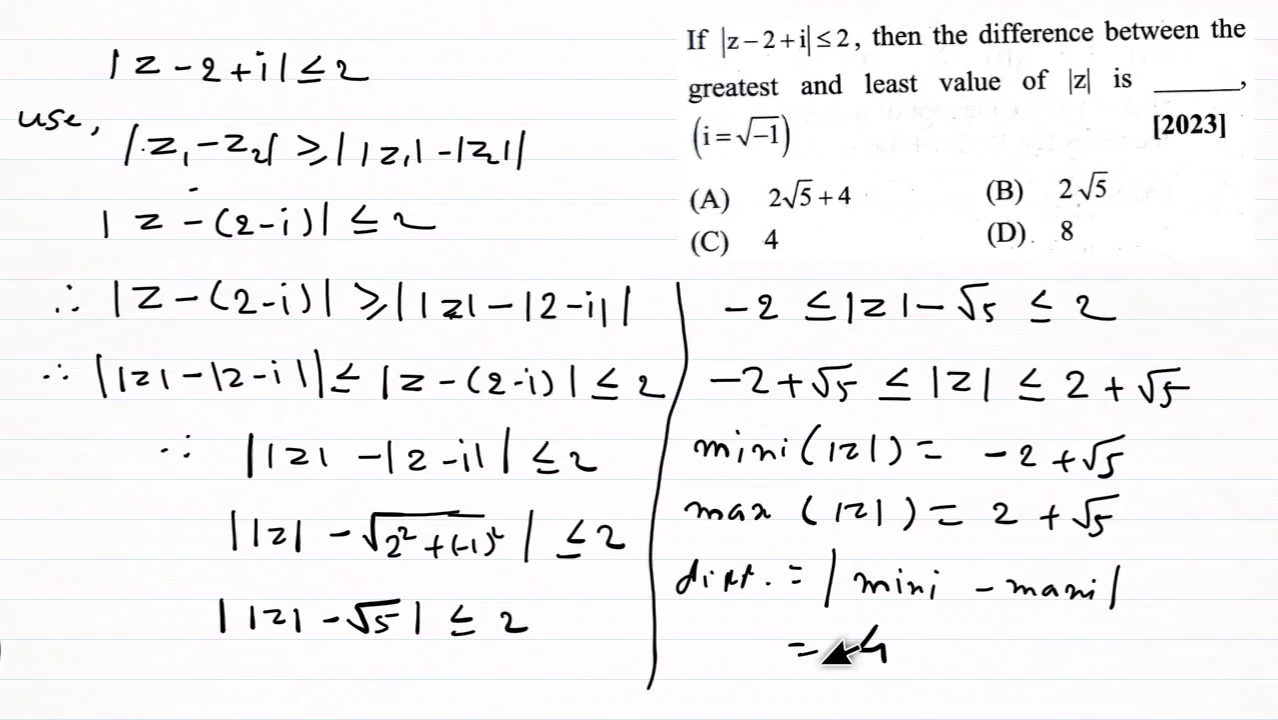 If |z-2+i|≤2, then the difference between the
greatest and least value of |z| is ______,
(i=√-1) [2023]
(A) 2√5+4 (B) 2√5
(C) 4 (D). 8
|z-2+i|≤2
use,
|z₁-z₂| ≥ ||z₁|-|z₂||
|z-(2-i)| ≤ 2
∴ |z-(2-i)| ≥ ||z|-|2-i||
∴ ||z|-|2-i|| ≤ |z-(2-i)| ≤ 2
∴ ||z|-|2-i|| ≤ 2
||z| - √2²+(-1)²| ≤ 2
||z| - √5| ≤ 2
-2 ≤ |z| - √5 ≤ 2
-2+√5 ≤ |z| ≤ 2+√5
mini(|z|) = -2+√5
max (|z|) = 2+√5
= |mini - maxi|
= 4